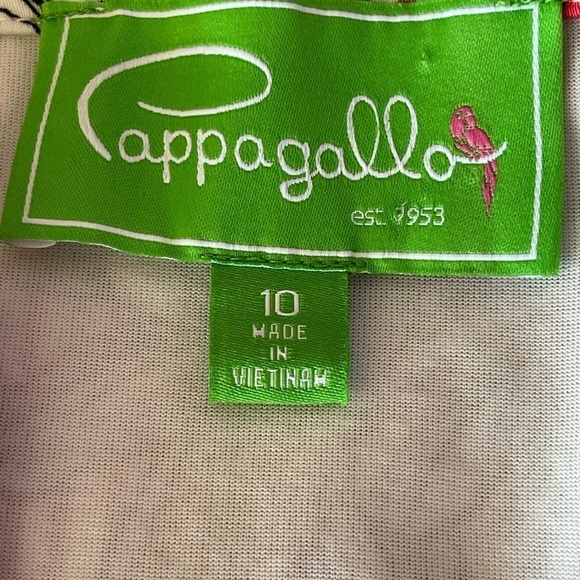 Pappagallo
est. 1953
10
MADE
IN
VIETNAM